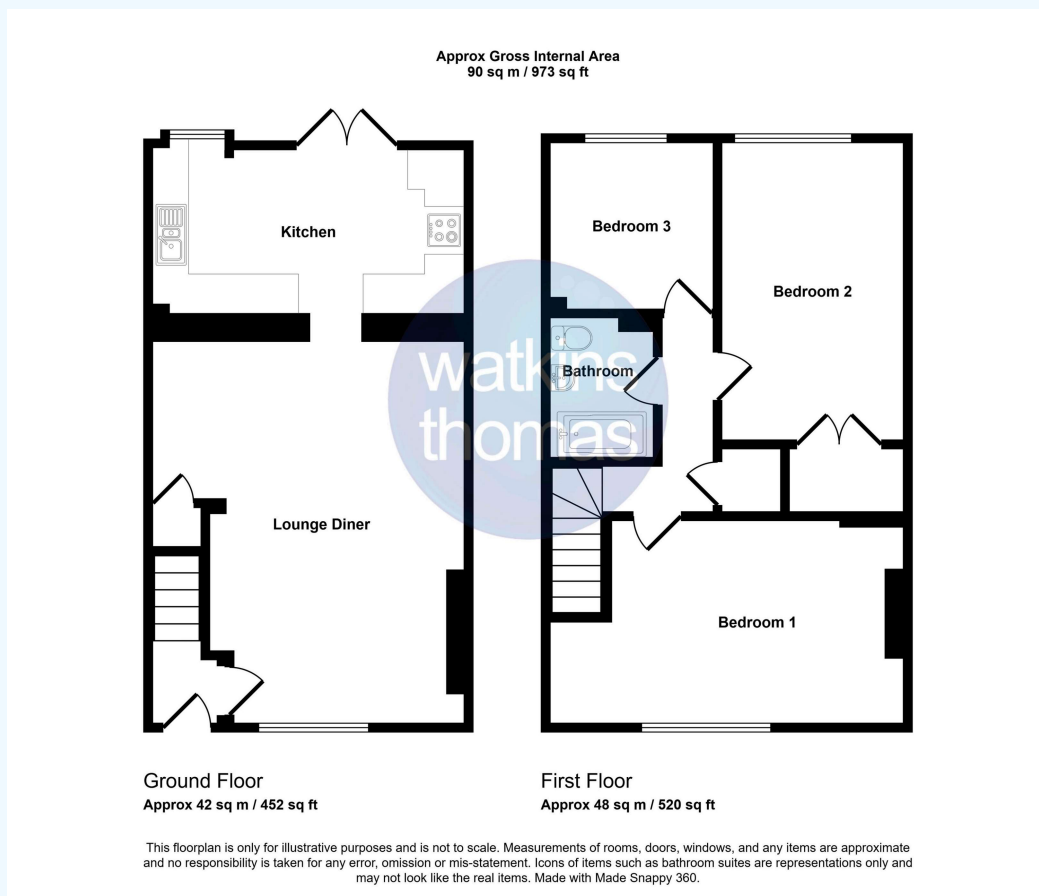 Approx Gross Internal Area
90 sq m / 973 sq ft
Kitchen
Lounge Diner
Bedroom 3
Bedroom 2
Bathroom
Bedroom 1
watkins
thomas
Ground Floor
Approx 42 sq m / 452 sq ft
First Floor
Approx 48 sq m / 520 sq ft
This floorplan is only for illustrative purposes and is not to scale. Measurements of rooms, doors, windows, and any items are approximate
and no responsibility is taken for any error, omission or mis-statement. Icons of items such as bathroom suites are representations only and
may not look like the real items. Made with Made Snappy 360.